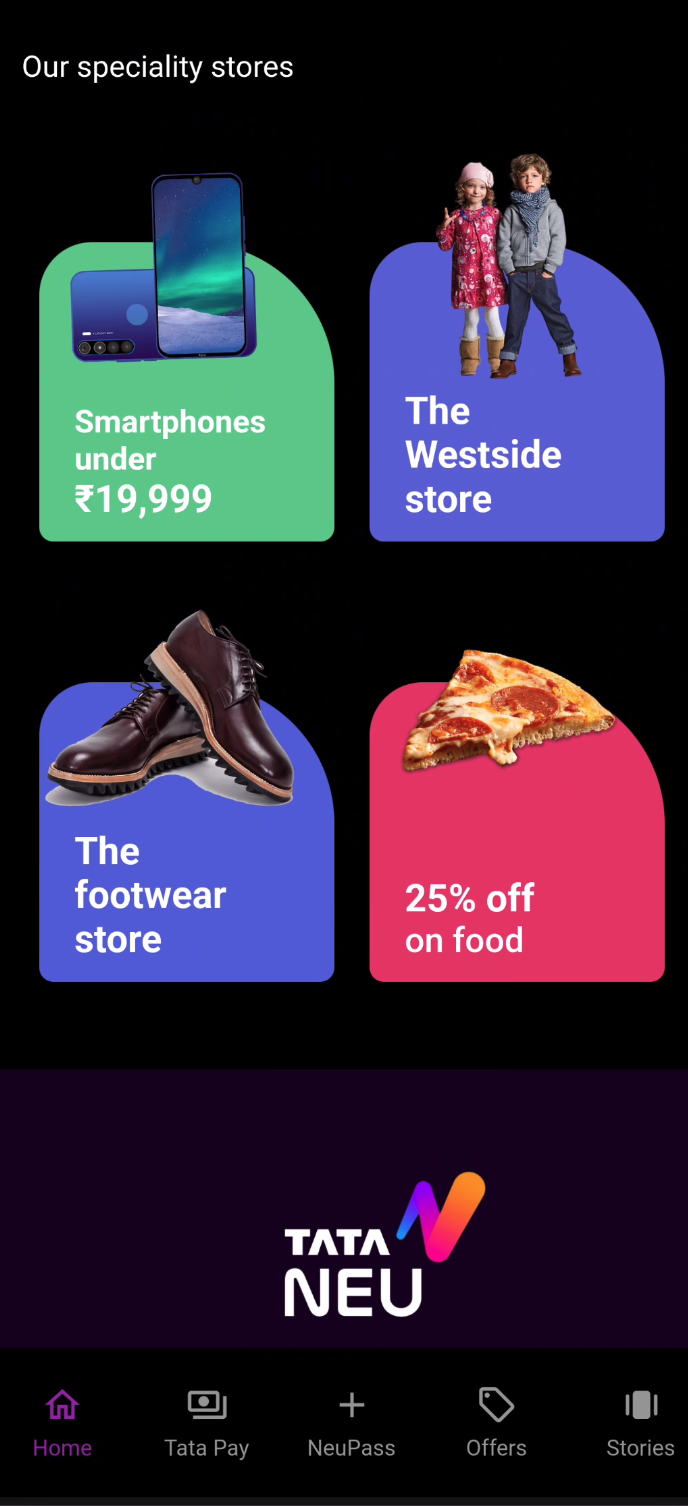 Our speciality stores
Smartphones
under
₹19,999
The
Westside
store
The
footwear
store
25% off
on food
TATA
NEU
Home
Tata Pay
NeuPass
Offers
Stories